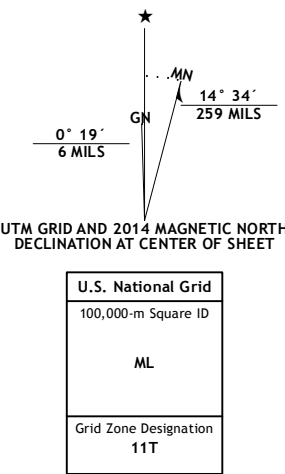 ★
MN
GN
14° 34´
259 MILS
0° 19´
6 MILS
UTM GRID AND 2014 MAGNETIC NORTH
DECLINATION AT CENTER OF SHEET
U.S. National Grid
100,000-m Square ID
ML
Grid Zone Designation
11T